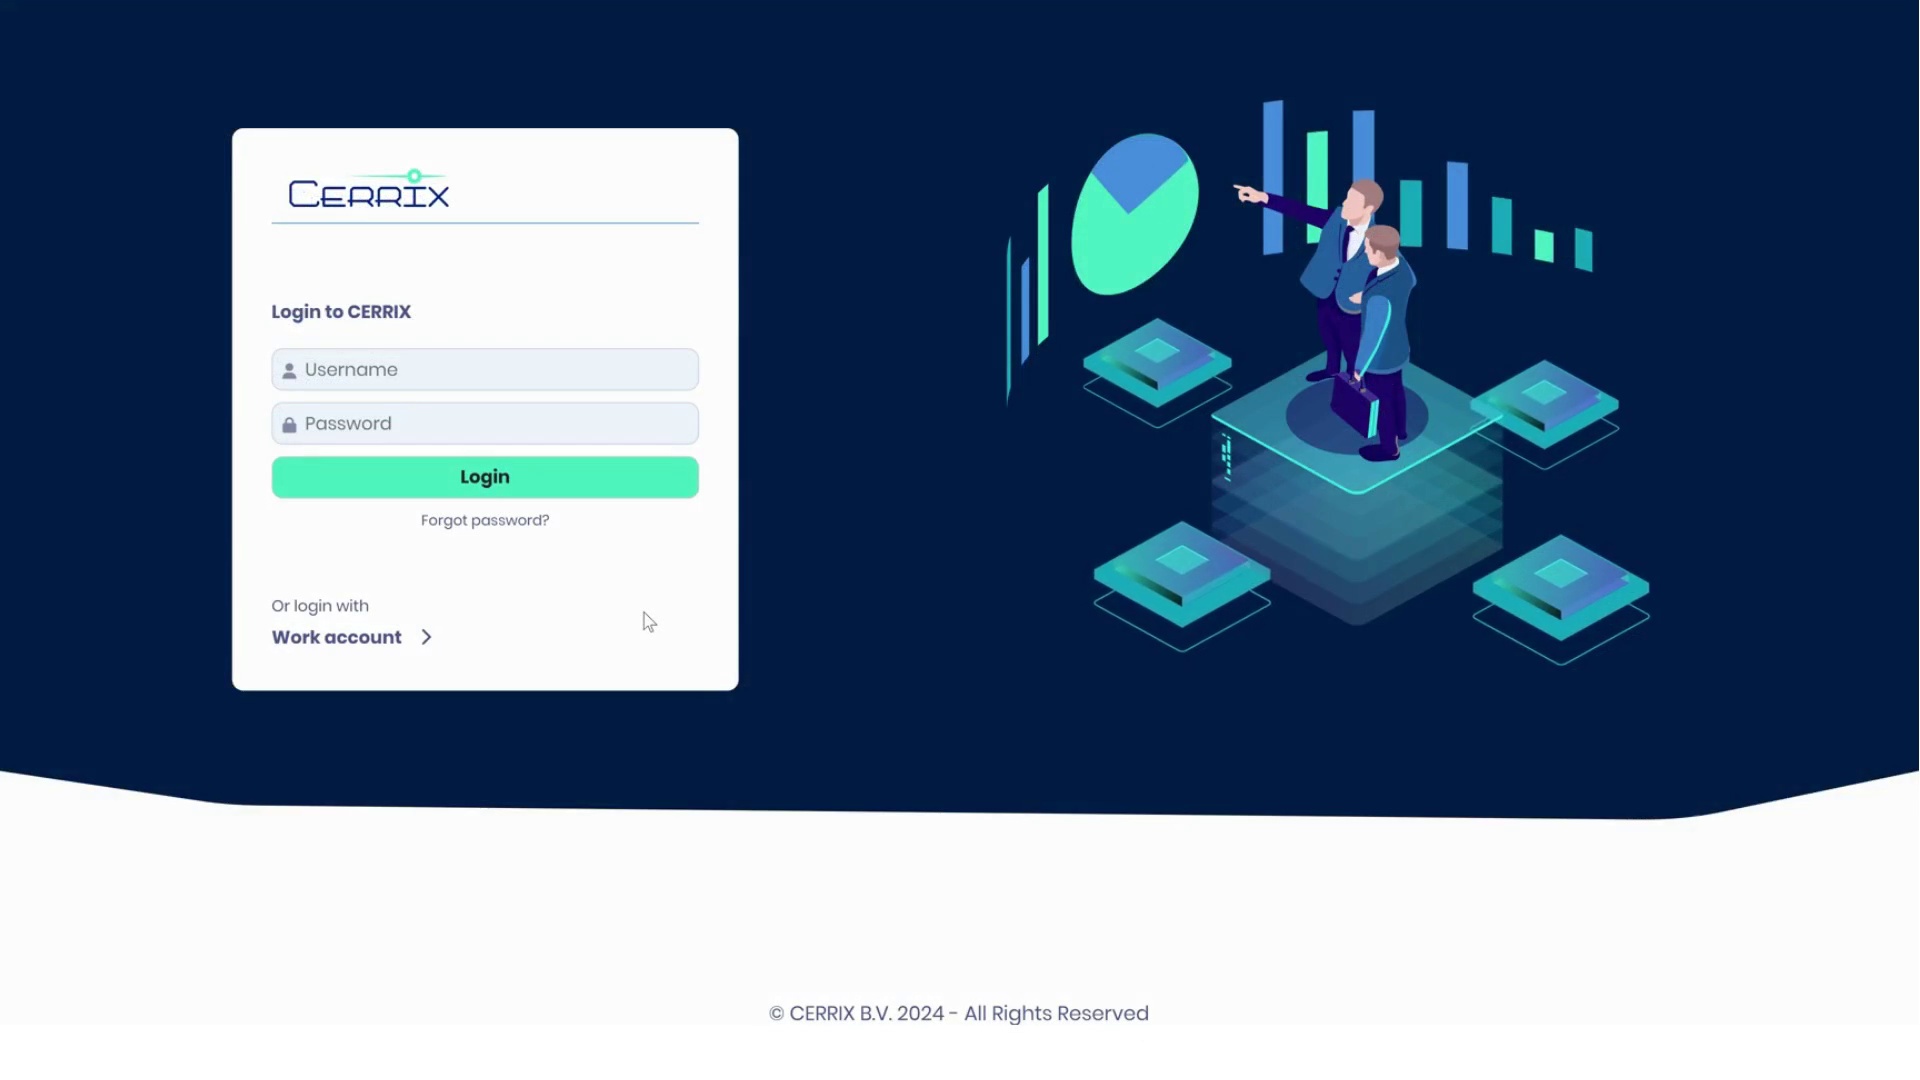 CERRIX
Login to CERRIX
Username
Password
Login
Forgot password?
Or login with
Work account
© CERRIX B.V. 2024 - All Rights Reserved